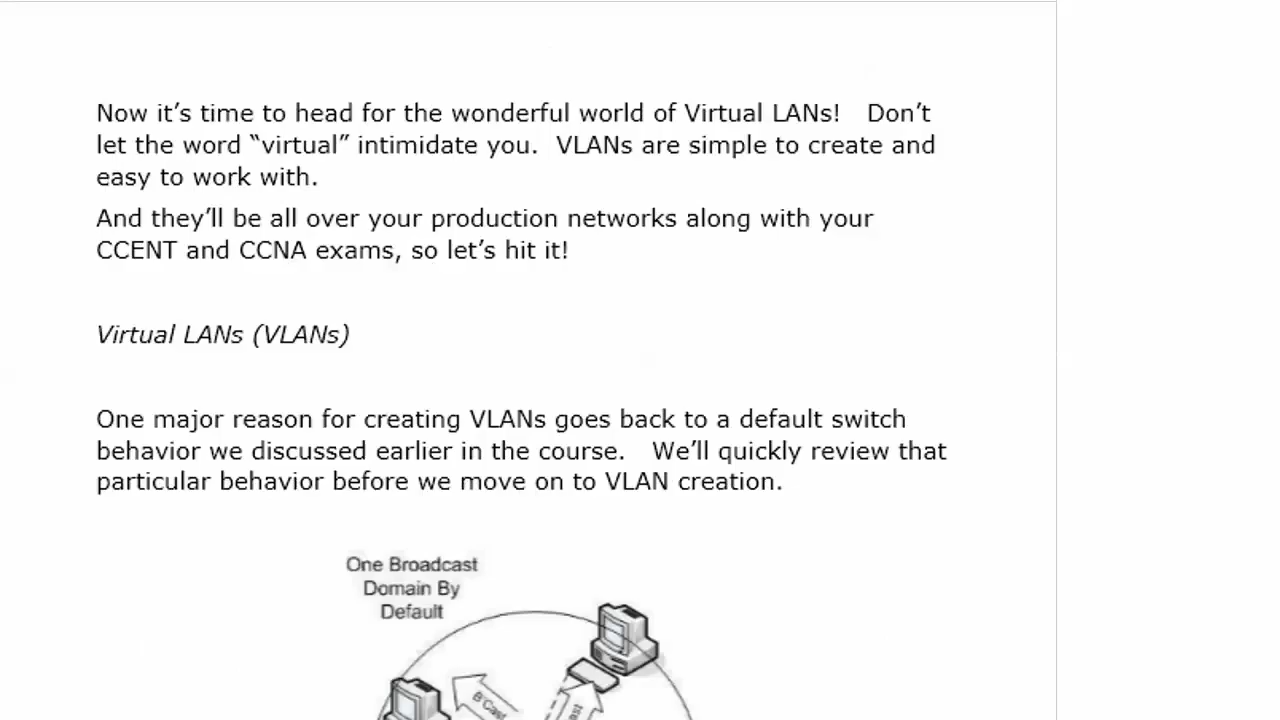 Now it’s time to head for the wonderful world of Virtual LANs!   Don’t
let the word “virtual” intimidate you.  VLANs are simple to create and
easy to work with.
And they’ll be all over your production networks along with your
CCENT and CCNA exams, so let’s hit it!
Virtual LANs (VLANs)
One major reason for creating VLANs goes back to a default switch
behavior we discussed earlier in the course.   We’ll quickly review that
particular behavior before we move on to VLAN creation.
One Broadcast
Domain By
Default
B'Cast